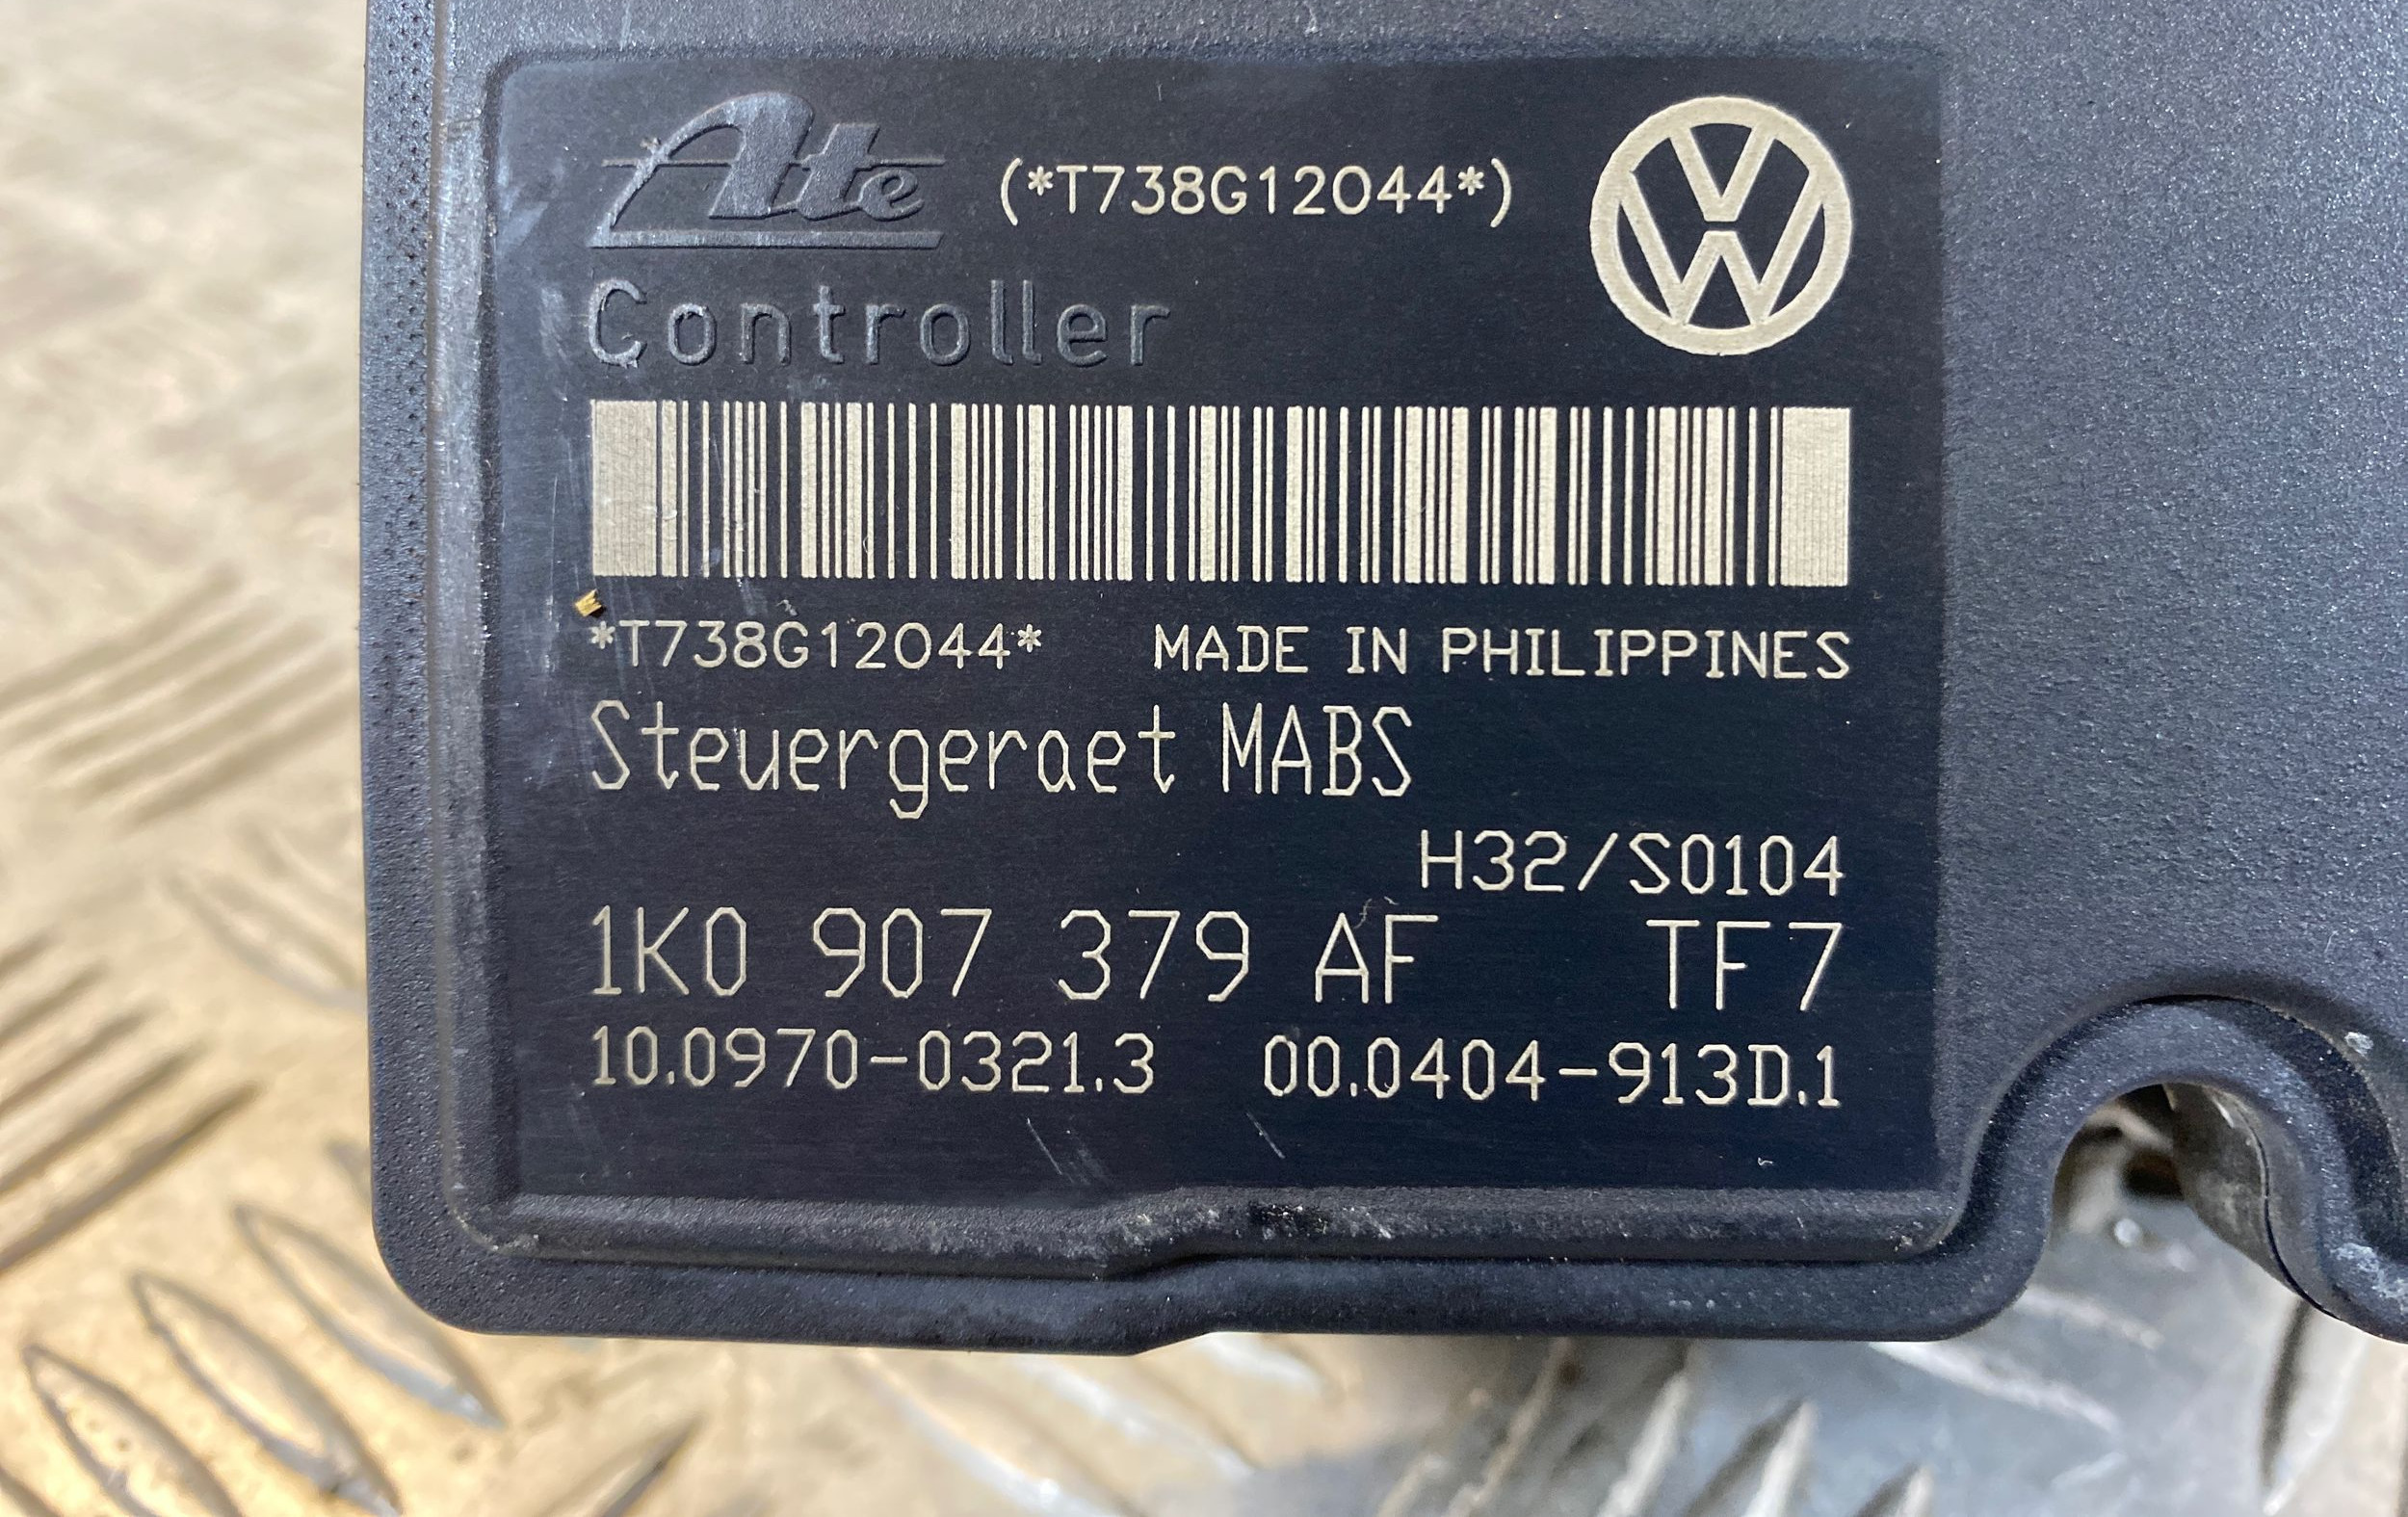 Ate (*T738G12044*) VW
Controller
*T738G12044* MADE IN PHILIPPINES
Steuergeraet MABS
H32/S0104
1K0 907 379 AF TF7
10.0970-0321.3 00.0404-913D.1